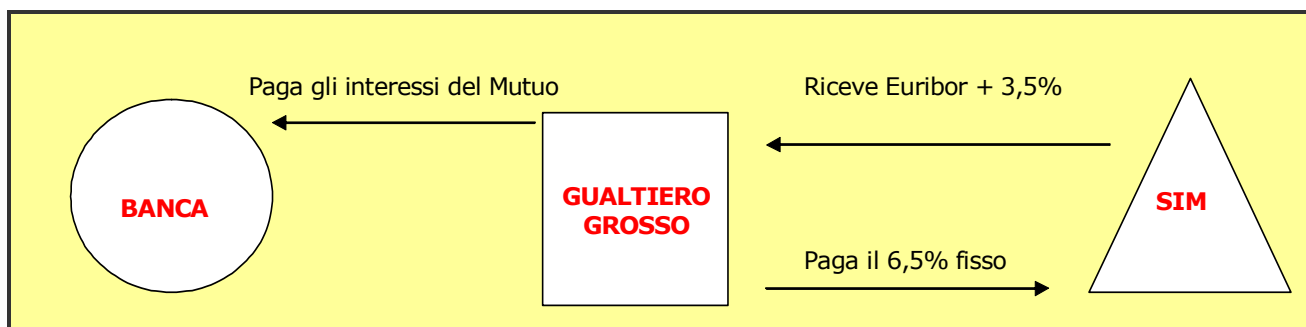 Paga gli interessi del Mutuo
Riceve Euribor + 3,5%
BANCA
GUALTIERO
GROSSO
SIM
Paga il 6,5% fisso